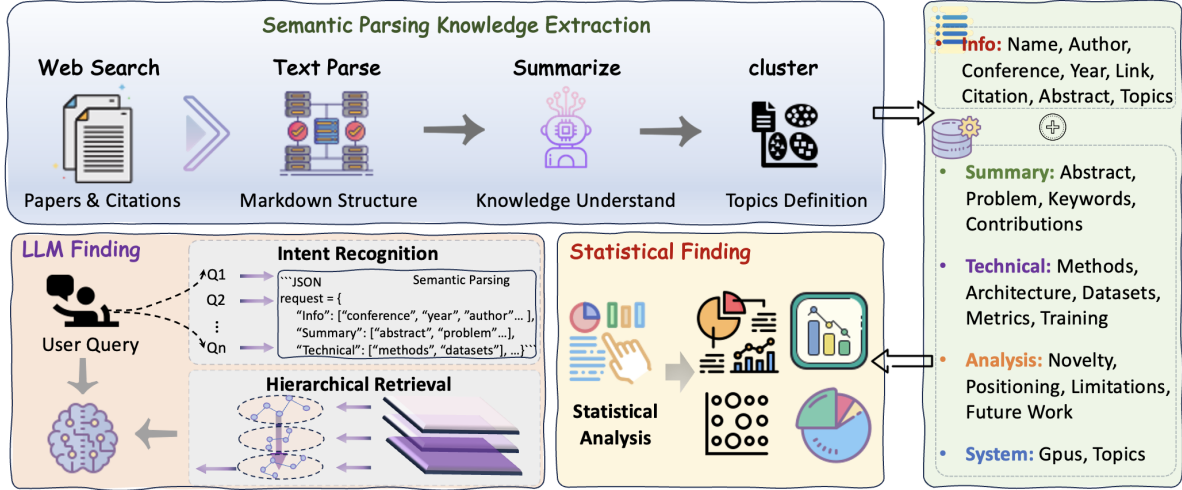 Semantic Parsing Knowledge Extraction
Web Search
Text Parse
Summarize
cluster
Papers & Citations
Markdown Structure
Knowledge Understand
Topics Definition
LLM Finding
User Query
Intent Recognition
Q1
Q2
⋮
Qn
```JSON
Semantic Parsing
request = {
“Info”: [“conference”, “year”, ”author”... ],
“Summary”: [“abstract”, “problem”...],
“Technical”: [“methods”, “datasets”], ...}```
Hierarchical Retrieval
Statistical Finding
Statistical
Analysis
• Info: Name, Author,
Conference, Year, Link,
Citation, Abstract, Topics
• Summary: Abstract,
Problem, Keywords,
Contributions
• Technical: Methods,
Architecture, Datasets,
Metrics, Training
• Analysis: Novelty,
Positioning, Limitations,
Future Work
• System: Gpus, Topics